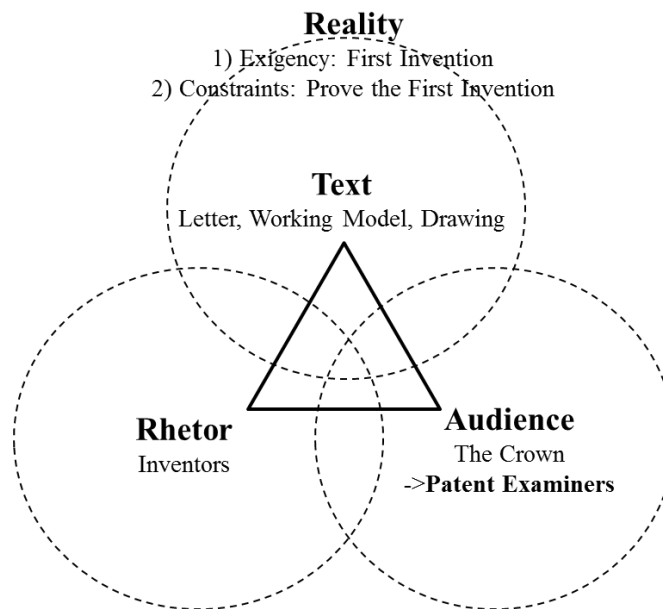 Reality
1) Exigency: First Invention
2) Constraints: Prove the First Invention
Text
Letter, Working Model, Drawing
Rhetor
Inventors
Audience
The Crown
->Patent Examiners